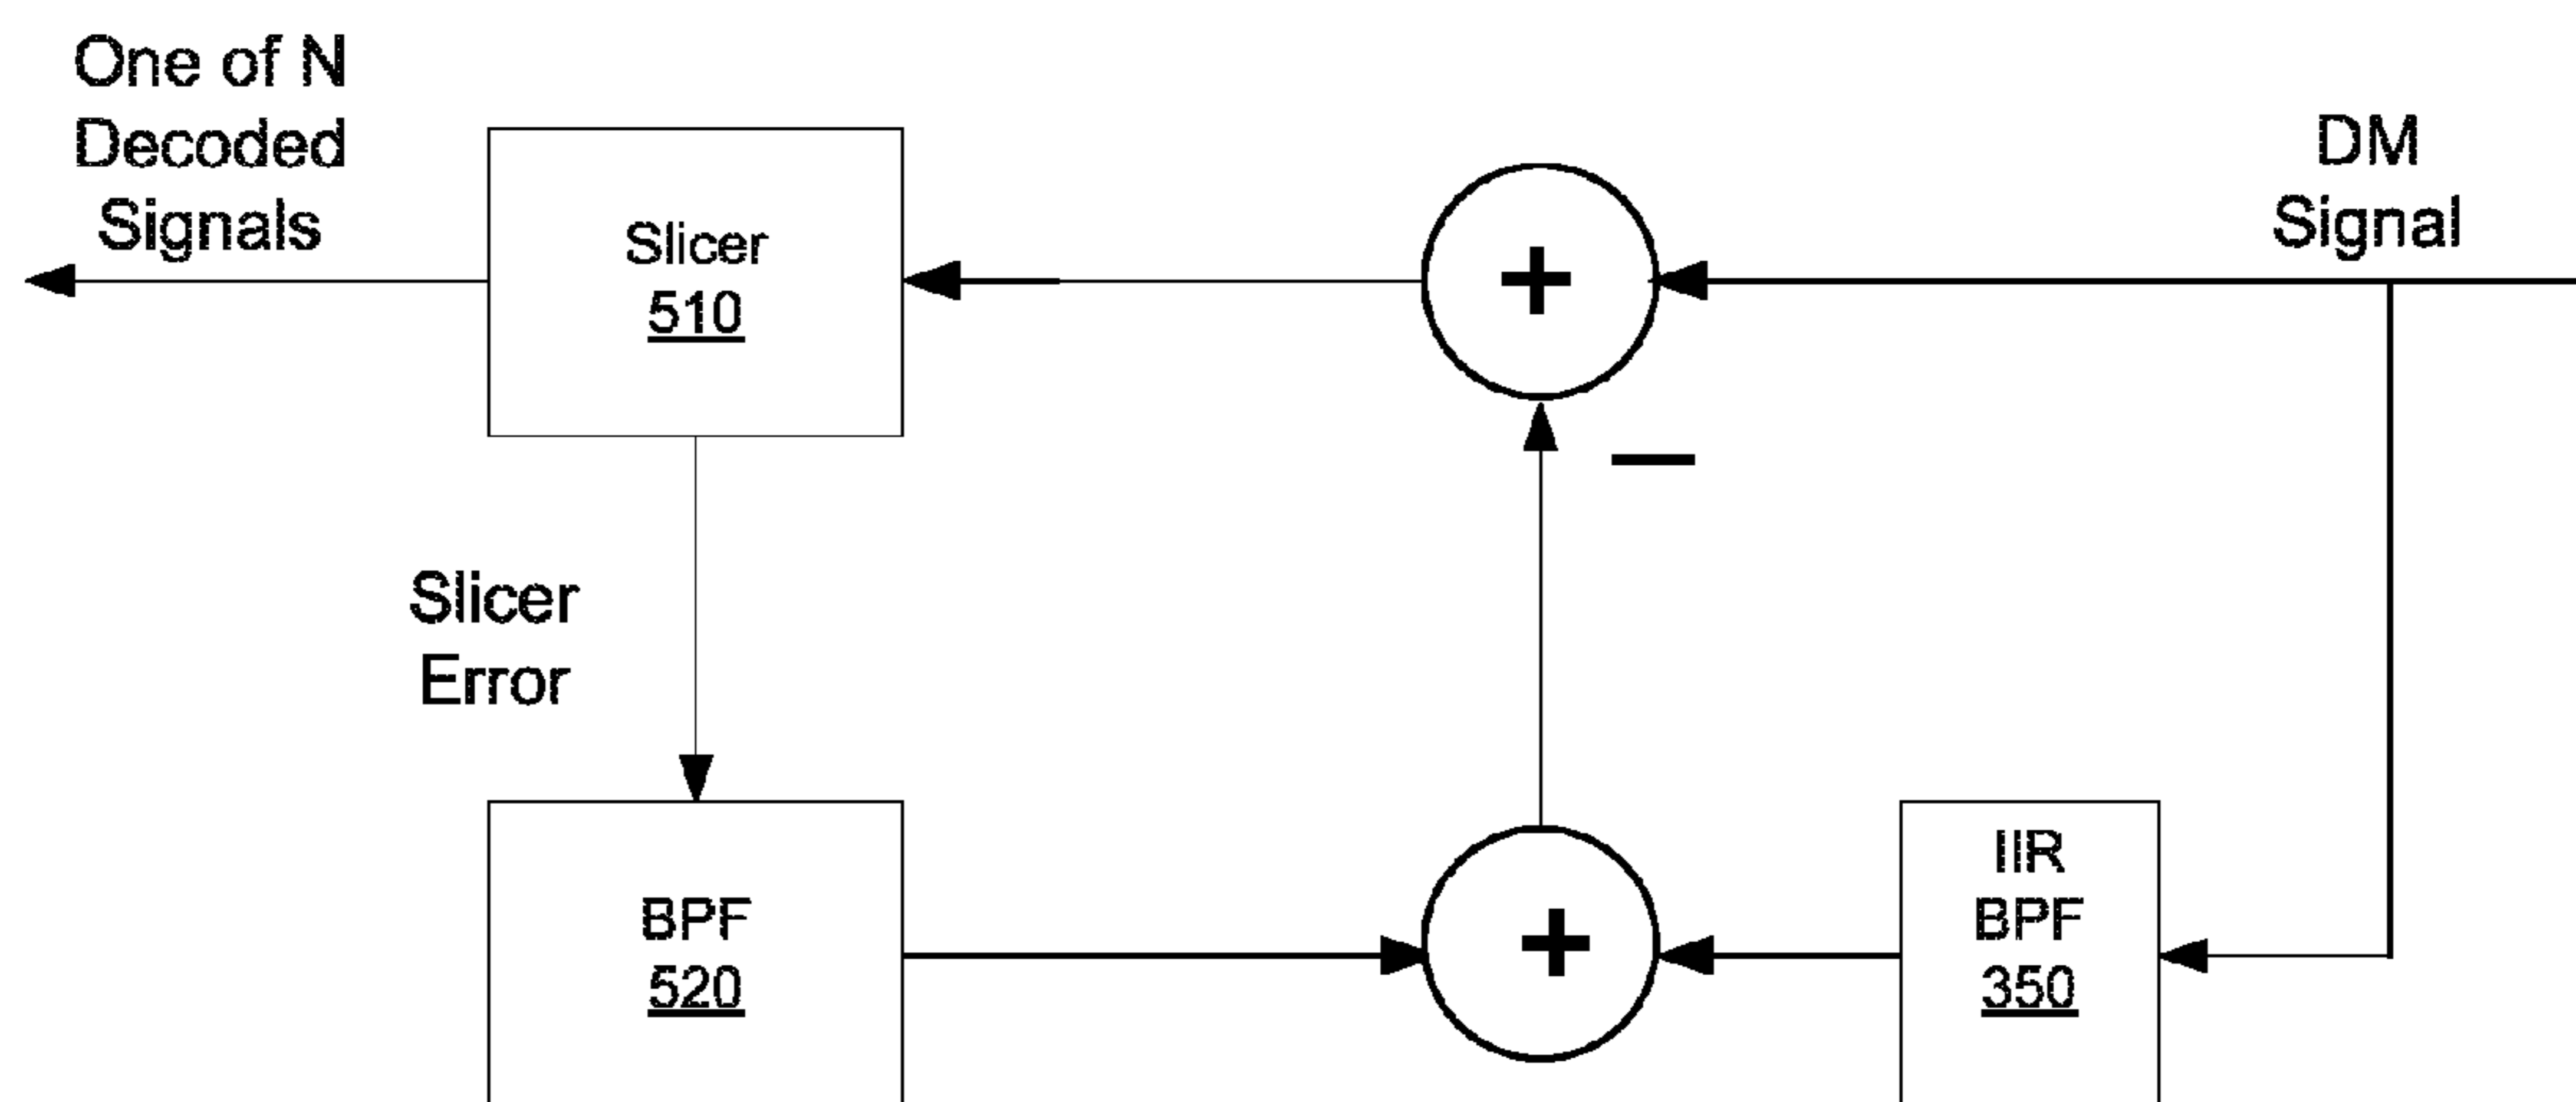 One of N
Decoded
Signals
Slicer
510
+
DM
Signal
—
Slicer
Error
BPF
520
+
IIR
BPF
350